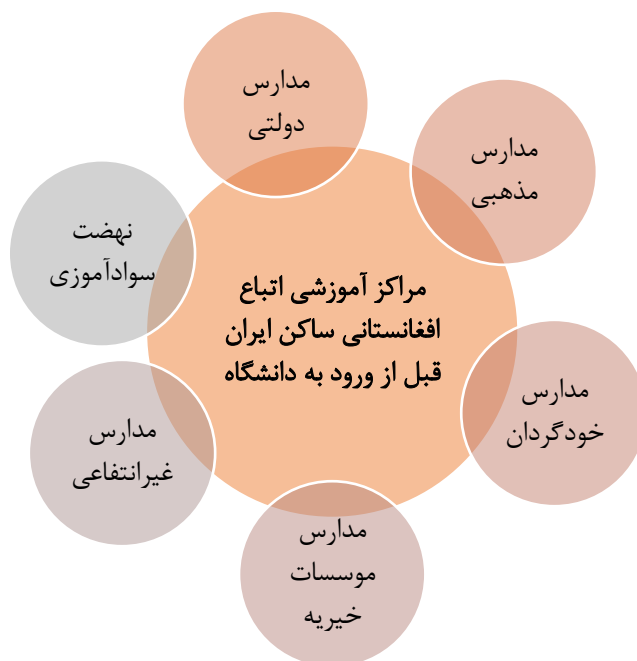 مدارس
دولتی
مدارس
مذهبی
نهضت
سوادآموزی
مراکز آموزشی اتباع
افغانستانی ساکن ایران
قبل از ورود به دانشگاه
مدارس
خودگردان
مدارس
غیرانتفاعی
مدارس
موسسات
خیریه